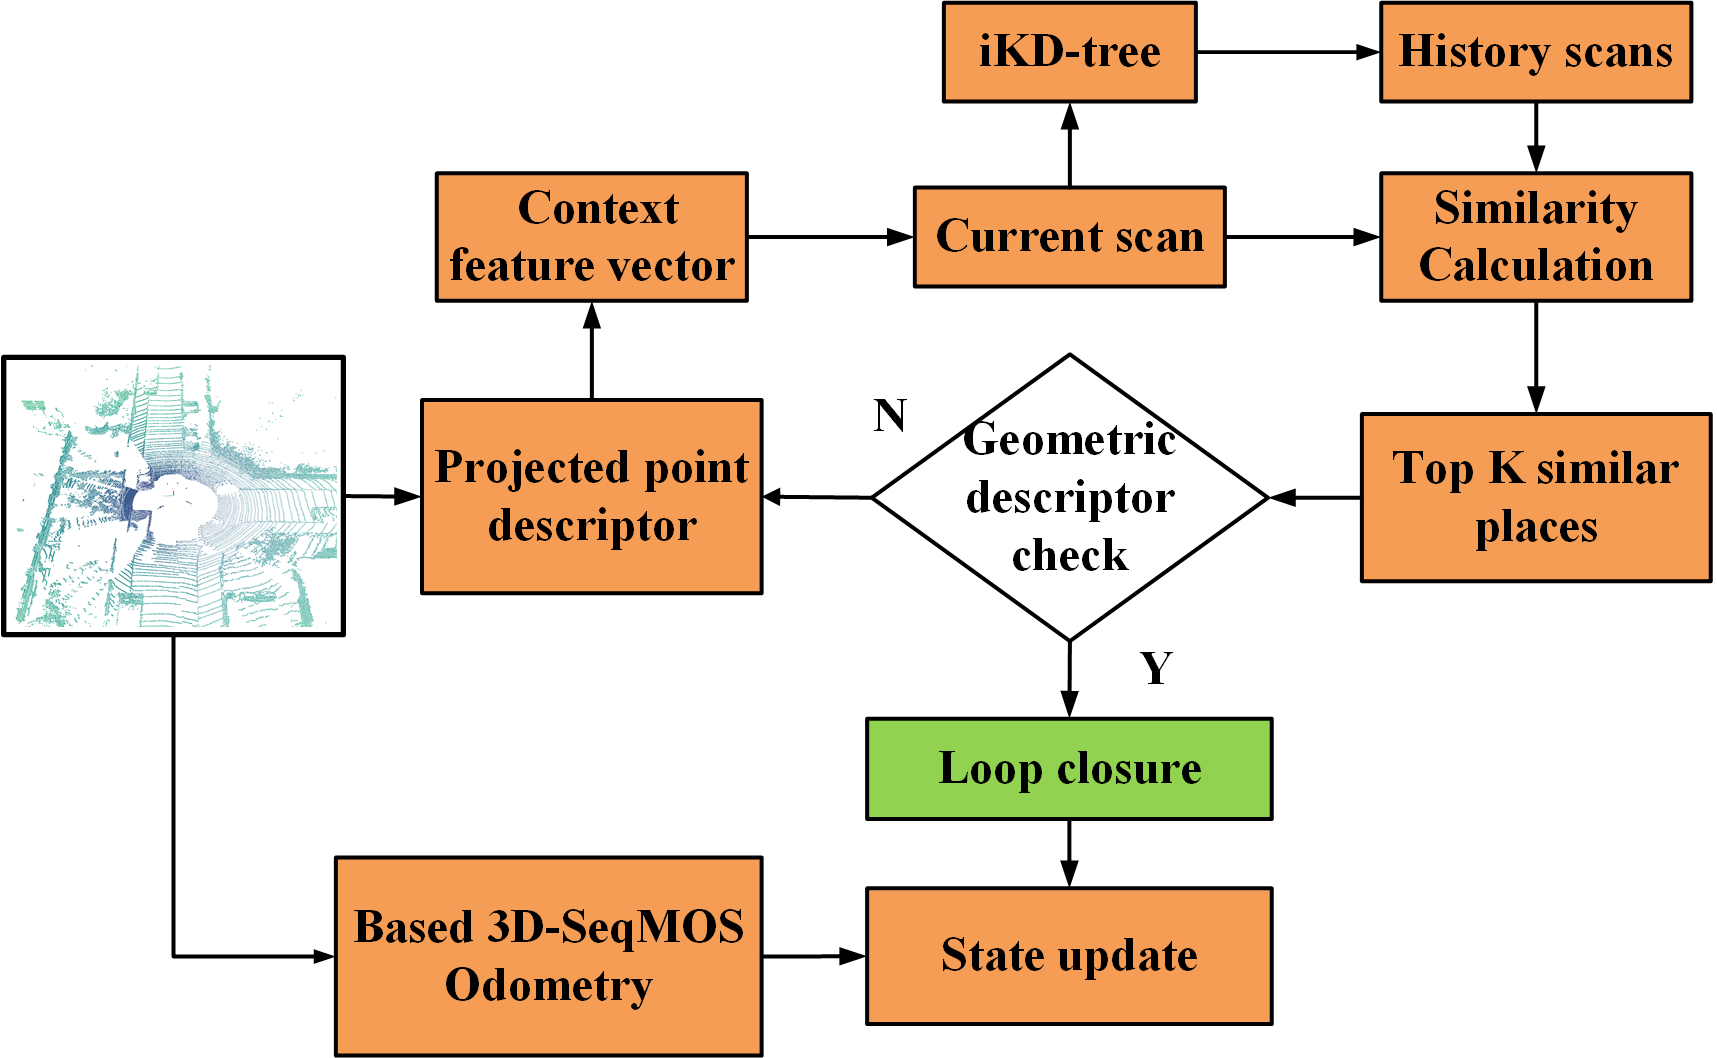 iKD-tree
History scans
Context
feature vector
Current scan
Similarity
Calculation
Projected point
descriptor
N
Geometric
descriptor
check
Top K similar
places
Y
Loop closure
Based 3D-SeqMOS
Odometry
State update